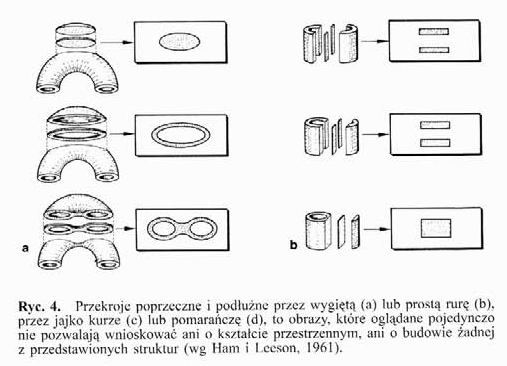 a
b
Ryc. 4. Przekroje poprzeczne i podłużne przez wygiętą (a) lub prostą rurę (b),
przez jajko kurze (c) lub pomarańczę (d), to obrazy, które oglądane pojedynczo
nie pozwalają wnioskować ani o kształcie przestrzennym, ani o budowie żadnej
z przedstawionych struktur (wg Ham i Leeson, 1961).